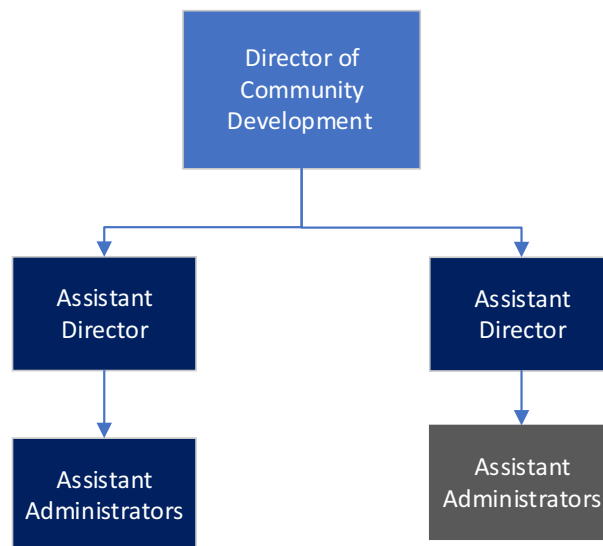 Director of
Community
Development
Assistant
Director
Assistant
Director
Assistant
Administrators
Assistant
Administrators